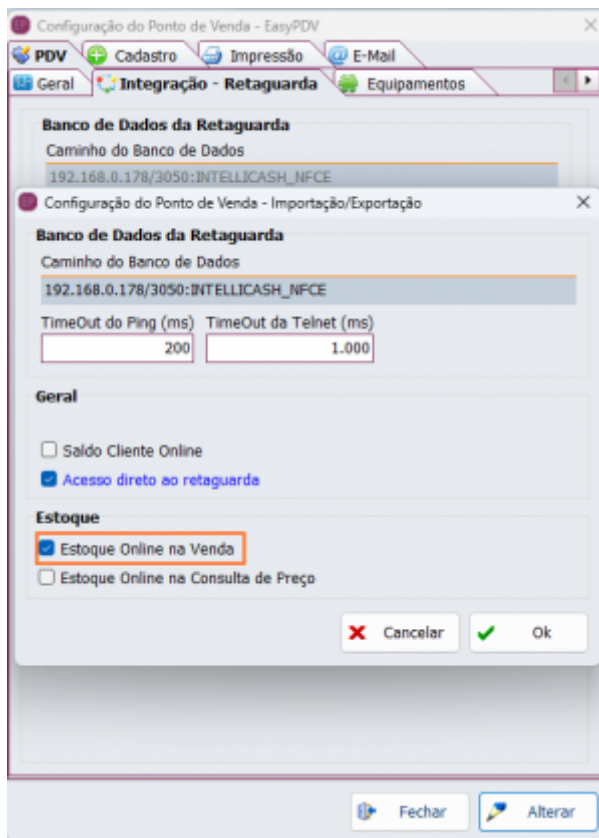 Configuração do Ponto de Venda - EasyPDV
PDV Cadastro Impressão E-Mail
Geral Integração - Retaguarda Equipamentos
Banco de Dados da Retaguarda
Caminho do Banco de Dados
192.168.0.178/3050:INTELLICASH_NFCE
Configuração do Ponto de Venda - Importação/Exportação
Banco de Dados da Retaguarda
Caminho do Banco de Dados
192.168.0.178/3050:INTELLICASH_NFCE
TimeOut do Ping (ms) TimeOut da Telnet (ms)
200 1.000
Geral
Saldo Cliente Online
Acesso direto ao retaguarda
Estoque
Estoque Online na Venda
Estoque Online na Consulta de Preço
Cancelar Ok
Fechar Alterar